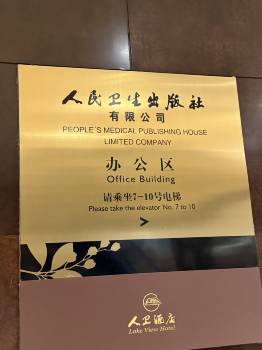 人民卫生出版社
有限公司
PEOPLE'S MEDICAL PUBLISHING HOUSE
LIMITED COMPANY
办公区
Office Building
请乘坐7-10号电梯
Please take the elevator No. 7 to 10
>
人卫酒店
Lake View Hotel